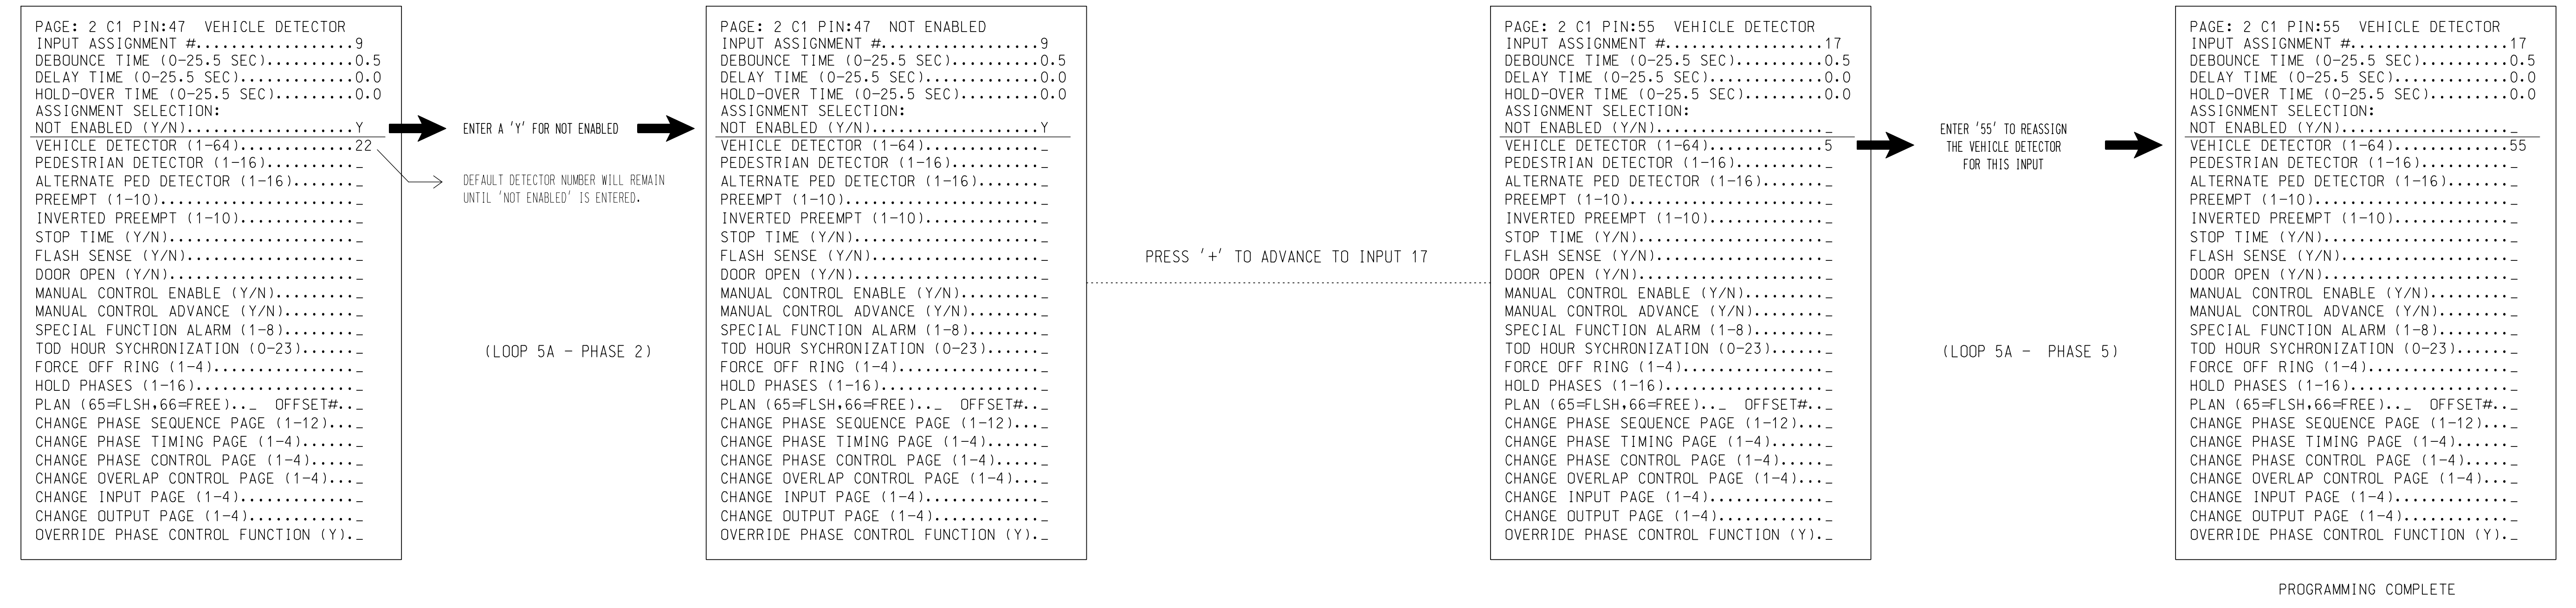 PAGE: 2 C1 PIN:47 VEHICLE DETECTOR
INPUT ASSIGNMENT #..................9
DEBOUNCE TIME (0-25.5 SEC).........0.5
DELAY TIME (0-25.5 SEC)............0.0
HOLD-OVER TIME (0-25.5 SEC).........0.0
ASSIGNMENT SELECTION:
NOT ENABLED (Y/N)...................Y
VEHICLE DETECTOR (1-64).............22
PEDESTRIAN DETECTOR (1-16)..........._
ALTERNATE PED DETECTOR (1-16)......._
PREEMPT (1-10)......................_
INVERTED PREEMPT (1-10)............._
STOP TIME (Y/N)....................._
FLASH SENSE (Y/N)..................._
DOOR OPEN (Y/N)....................._
MANUAL CONTROL ENABLE (Y/N)........._
MANUAL CONTROL ADVANCE (Y/N)........_
SPECIAL FUNCTION ALARM (1-8)........_
TOD HOUR SYCHRONIZATION (0-23)......_
FORCE OFF RING (1-4)................_
HOLD PHASES (1-16).................._
PLAN (65=FLSH,66=FREE).._ OFFSET#.._
CHANGE PHASE SEQUENCE PAGE (1-12)..._
CHANGE PHASE TIMING PAGE (1-4)......_
CHANGE PHASE CONTROL PAGE (1-4)....._
CHANGE OVERLAP CONTROL PAGE (1-4)..._
CHANGE INPUT PAGE (1-4)............._
CHANGE OUTPUT PAGE (1-4)............_
OVERRIDE PHASE CONTROL FUNCTION (Y)._
ENTER A 'Y' FOR NOT ENABLED
DEFAULT DETECTOR NUMBER WILL REMAIN
UNTIL 'NOT ENABLED' IS ENTERED.
(LOOP 5A - PHASE 2)
PAGE: 2 C1 PIN:47 NOT ENABLED
INPUT ASSIGNMENT #..................9
DEBOUNCE TIME (0-25.5 SEC).........0.5
DELAY TIME (0-25.5 SEC)............0.0
HOLD-OVER TIME (0-25.5 SEC).........0.0
ASSIGNMENT SELECTION:
NOT ENABLED (Y/N)...................Y
VEHICLE DETECTOR (1-64)............._
PEDESTRIAN DETECTOR (1-16)..........._
ALTERNATE PED DETECTOR (1-16)......._
PREEMPT (1-10)......................_
INVERTED PREEMPT (1-10)............._
STOP TIME (Y/N)....................._
FLASH SENSE (Y/N)..................._
DOOR OPEN (Y/N)....................._
MANUAL CONTROL ENABLE (Y/N)........._
MANUAL CONTROL ADVANCE (Y/N)........_
SPECIAL FUNCTION ALARM (1-8)........_
TOD HOUR SYCHRONIZATION (0-23)......_
FORCE OFF RING (1-4)................_
HOLD PHASES (1-16).................._
PLAN (65=FLSH,66=FREE).._ OFFSET#.._
CHANGE PHASE SEQUENCE PAGE (1-12)..._
CHANGE PHASE TIMING PAGE (1-4)......_
CHANGE PHASE CONTROL PAGE (1-4)....._
CHANGE OVERLAP CONTROL PAGE (1-4)..._
CHANGE INPUT PAGE (1-4)............._
CHANGE OUTPUT PAGE (1-4)............_
OVERRIDE PHASE CONTROL FUNCTION (Y)._
PRESS '+' TO ADVANCE TO INPUT 17
PAGE: 2 C1 PIN:55 VEHICLE DETECTOR
INPUT ASSIGNMENT #..................17
DEBOUNCE TIME (0-25.5 SEC).........0.5
DELAY TIME (0-25.5 SEC)............0.0
HOLD-OVER TIME (0-25.5 SEC).........0.0
ASSIGNMENT SELECTION:
NOT ENABLED (Y/N)..................._
VEHICLE DETECTOR (1-64).............5
PEDESTRIAN DETECTOR (1-16)..........._
ALTERNATE PED DETECTOR (1-16)......._
PREEMPT (1-10)......................_
INVERTED PREEMPT (1-10)............._
STOP TIME (Y/N)....................._
FLASH SENSE (Y/N)..................._
DOOR OPEN (Y/N)....................._
MANUAL CONTROL ENABLE (Y/N)........._
MANUAL CONTROL ADVANCE (Y/N)........_
SPECIAL FUNCTION ALARM (1-8)........_
TOD HOUR SYCHRONIZATION (0-23)......_
FORCE OFF RING (1-4)................_
HOLD PHASES (1-16).................._
PLAN (65=FLSH,66=FREE).._ OFFSET#.._
CHANGE PHASE SEQUENCE PAGE (1-12)..._
CHANGE PHASE TIMING PAGE (1-4)......_
CHANGE PHASE CONTROL PAGE (1-4)....._
CHANGE OVERLAP CONTROL PAGE (1-4)..._
CHANGE INPUT PAGE (1-4)............._
CHANGE OUTPUT PAGE (1-4)............_
OVERRIDE PHASE CONTROL FUNCTION (Y)._
ENTER '55' TO REASSIGN
THE VEHICLE DETECTOR
FOR THIS INPUT
(LOOP 5A - PHASE 5)
PAGE: 2 C1 PIN:55 VEHICLE DETECTOR
INPUT ASSIGNMENT #..................17
DEBOUNCE TIME (0-25.5 SEC).........0.5
DELAY TIME (0-25.5 SEC)............0.0
HOLD-OVER TIME (0-25.5 SEC).........0.0
ASSIGNMENT SELECTION:
NOT ENABLED (Y/N)..................._
VEHICLE DETECTOR (1-64).............55
PEDESTRIAN DETECTOR (1-16)..........._
ALTERNATE PED DETECTOR (1-16)......._
PREEMPT (1-10)......................_
INVERTED PREEMPT (1-10)............._
STOP TIME (Y/N)....................._
FLASH SENSE (Y/N)..................._
DOOR OPEN (Y/N)....................._
MANUAL CONTROL ENABLE (Y/N)........._
MANUAL CONTROL ADVANCE (Y/N)........_
SPECIAL FUNCTION ALARM (1-8)........_
TOD HOUR SYCHRONIZATION (0-23)......_
FORCE OFF RING (1-4)................_
HOLD PHASES (1-16).................._
PLAN (65=FLSH,66=FREE).._ OFFSET#.._
CHANGE PHASE SEQUENCE PAGE (1-12)..._
CHANGE PHASE TIMING PAGE (1-4)......_
CHANGE PHASE CONTROL PAGE (1-4)....._
CHANGE OVERLAP CONTROL PAGE (1-4)..._
CHANGE INPUT PAGE (1-4)............._
CHANGE OUTPUT PAGE (1-4)............_
OVERRIDE PHASE CONTROL FUNCTION (Y)._
PROGRAMMING COMPLETE